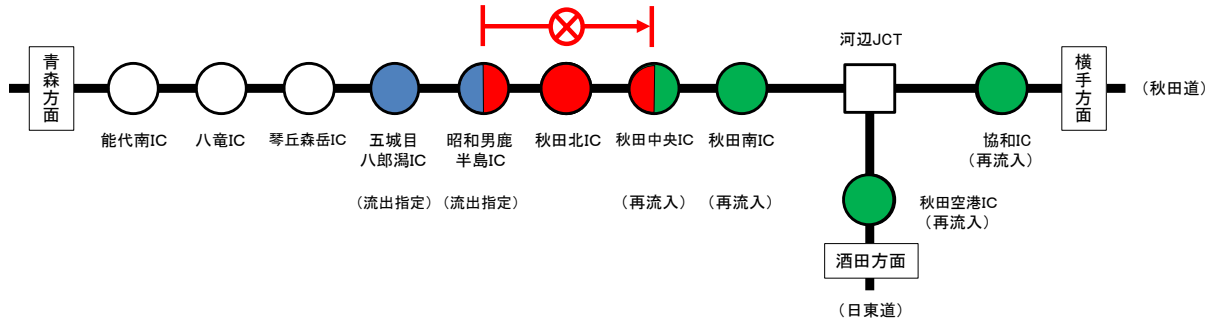 河辺JCT
青森方面
横手方面
(秋田道)
能代南IC
八竜IC
琴丘森岳IC
五城目
八郎潟IC
昭和男鹿
半島IC
秋田北IC
秋田中央IC
秋田南IC
協和IC
(再流入)
(流出指定)
(流出指定)
(再流入)
(再流入)
秋田空港IC
(再流入)
酒田方面
(日東道)